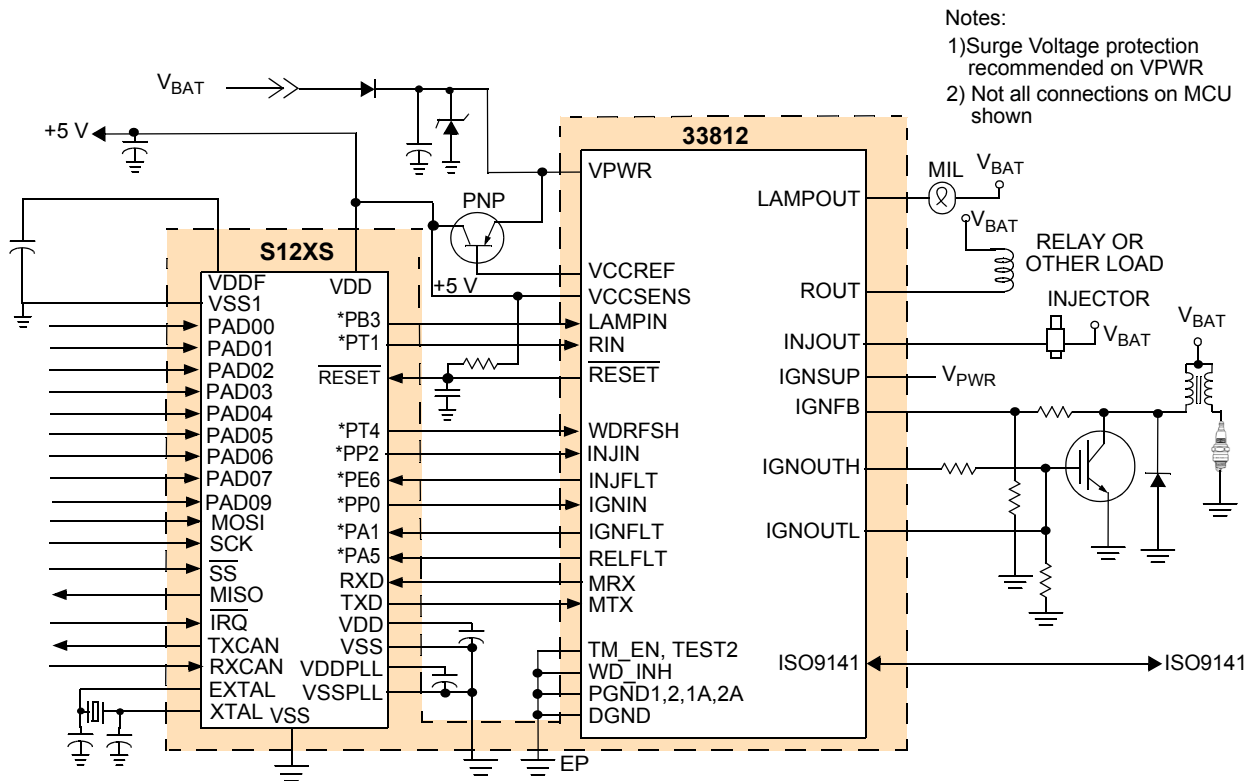 Notes:
1)Surge Voltage protection
recommended on VPWR
2) Not all connections on MCU
shown
VBAT
+5 V
33812
VPWR
LAMPOUT
MIL
VBAT
PNP
VBAT
RELAY OR
OTHER LOAD
S12XS
VDDF
VDD
+5 V
VCCREF
VSS1
VCCSENS
ROUT
INJECTOR
VBAT
PAD00
*PB3
LAMPIN
PAD01
*PT1
RIN
INJOUT
VBAT
PAD02
RESET
RESET
IGNSUP
VPWR
PAD03
IGNFB
PAD04
PAD05
*PT4
WDRFSH
PAD06
*PP2
INJIN
IGNOUTH
PAD07
*PE6
INJFLT
PAD09
*PP0
IGNIN
MOSI
*PA1
IGNFLT
IGNOUTL
SCK
*PA5
RELFLT
SS
RXD
MRX
MISO
TXD
MTX
IRQ
VDD
TXCAN
VSS
TM_EN, TEST2
RXCAN
VDDPLL
WD_INH
ISO9141
ISO9141
EXTAL
VSSPLL
PGND1,2,1A,2A
XTAL
VSS
DGND
EP